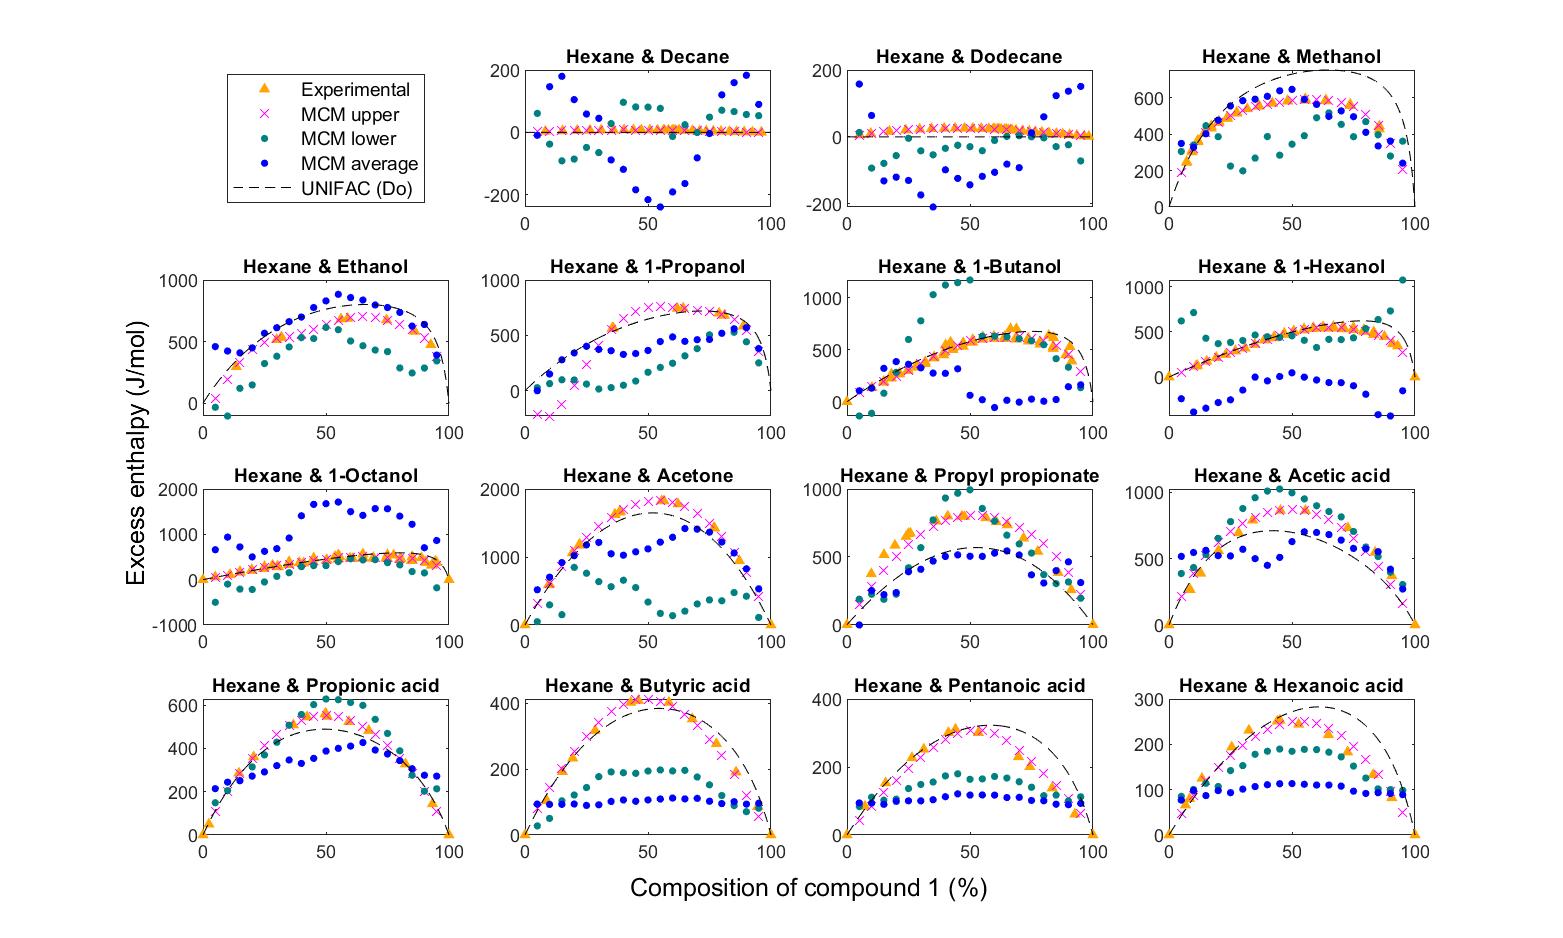 Hexane & Decane
Hexane & Dodecane
Hexane & Methanol
Experimental
MCM upper
MCM lower
MCM average
UNIFAC (Do)
200
0
-200
0 50 100
200
0
-200
0 50 100
600
400
200
0
0 50 100
Hexane & Ethanol
Hexane & 1-Propanol
Hexane & 1-Butanol
Hexane & 1-Hexanol
1000
500
0
0 50 100
1000
500
0
0 50 100
1000
500
0
0 50 100
1000
500
0
0 50 100
Excess enthalpy (J/mol)
Hexane & 1-Octanol
Hexane & Acetone
Hexane & Propyl propionate
Hexane & Acetic acid
2000
1000
0
-1000
0 50 100
2000
1000
0
0 50 100
1000
500
0
0 50 100
1000
500
0
0 50 100
Hexane & Propionic acid
Hexane & Butyric acid
Hexane & Pentanoic acid
Hexane & Hexanoic acid
600
400
200
0
0 50 100
400
200
0
0 50 100
400
200
0
0 50 100
300
200
100
0
0 50 100
Composition of compound 1 (%)